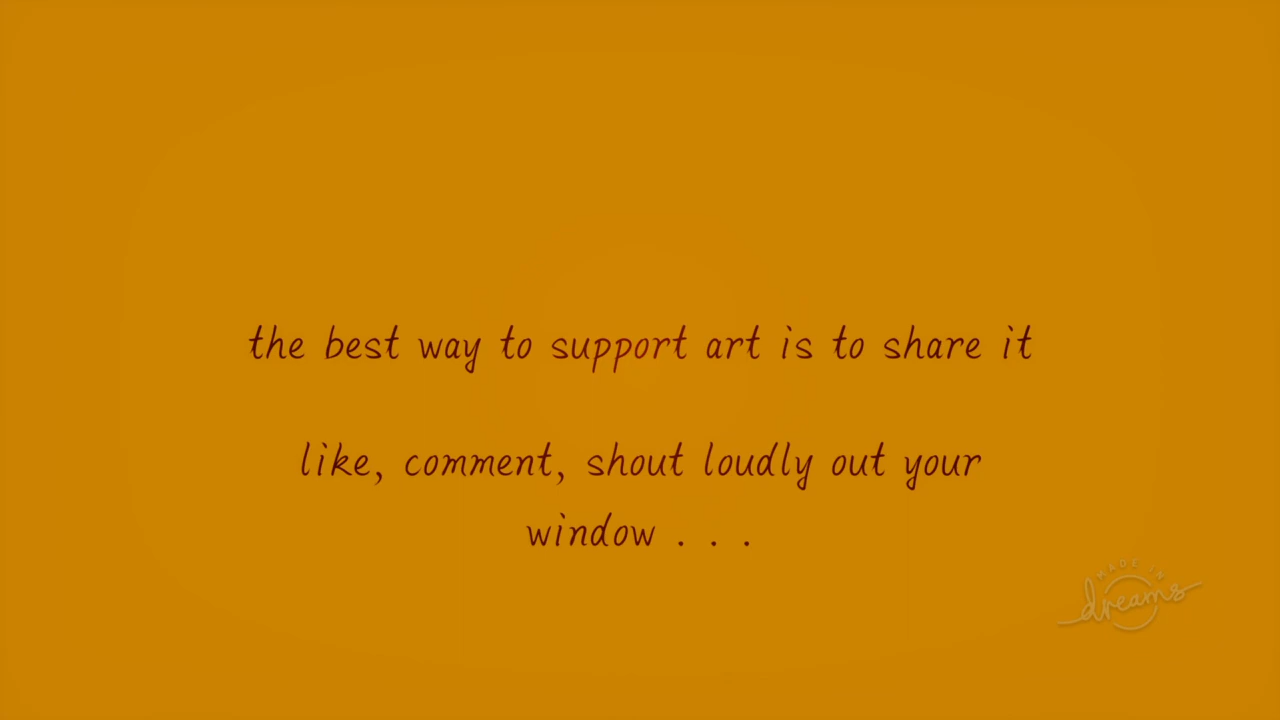 the best way to support art is to share it
like, comment, shout loudly out your
window . . .
MADE IN
dreams